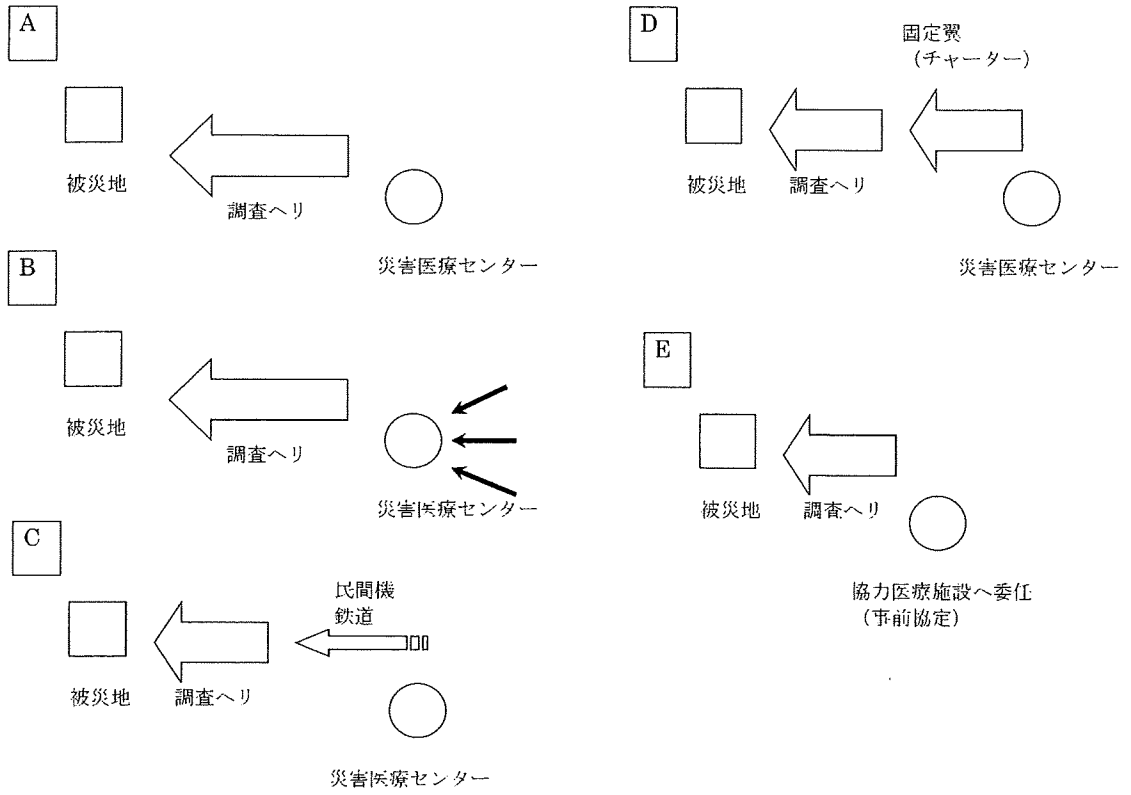 A
被災地
調査ヘリ
災害医療センター
B
被災地
調査ヘリ
災害医療センター
C
民間機
鉄道
被災地
調査ヘリ
災害医療センター
D
固定翼
(チャーター)
被災地
調査ヘリ
災害医療センター
E
被災地
調査ヘリ
協力医療施設へ委任
(事前協定)